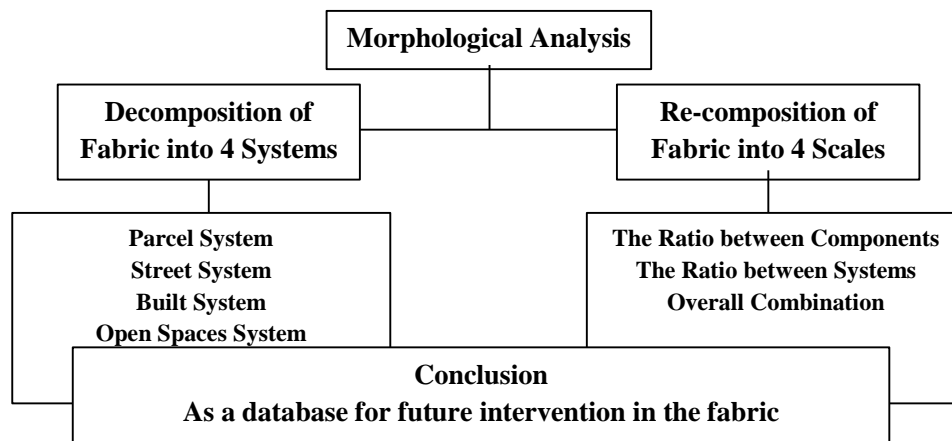 Morphological Analysis
Decomposition of
Fabric into 4 Systems
Re-composition of
Fabric into 4 Scales
Parcel System
Street System
Built System
Open Spaces System
The Ratio between Components
The Ratio between Systems
Overall Combination
Conclusion
As a database for future intervention in the fabric